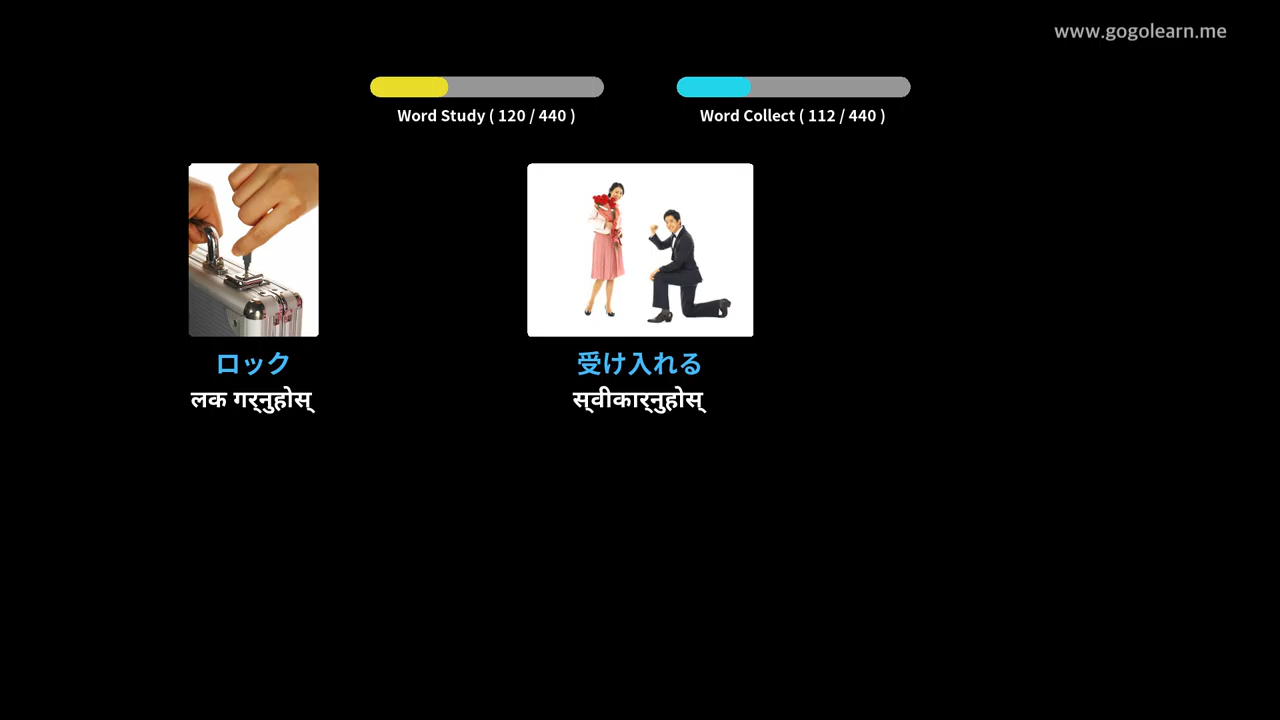 www.gogolearn.me
Word Study ( 120 / 440 )
Word Collect ( 112 / 440 )
ロック
लक गर्‍नुहोस्
受け入れる
स्वीकार्‍नुहोस्